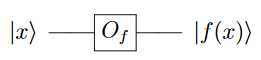 |x⟩ O_f |f(x)⟩